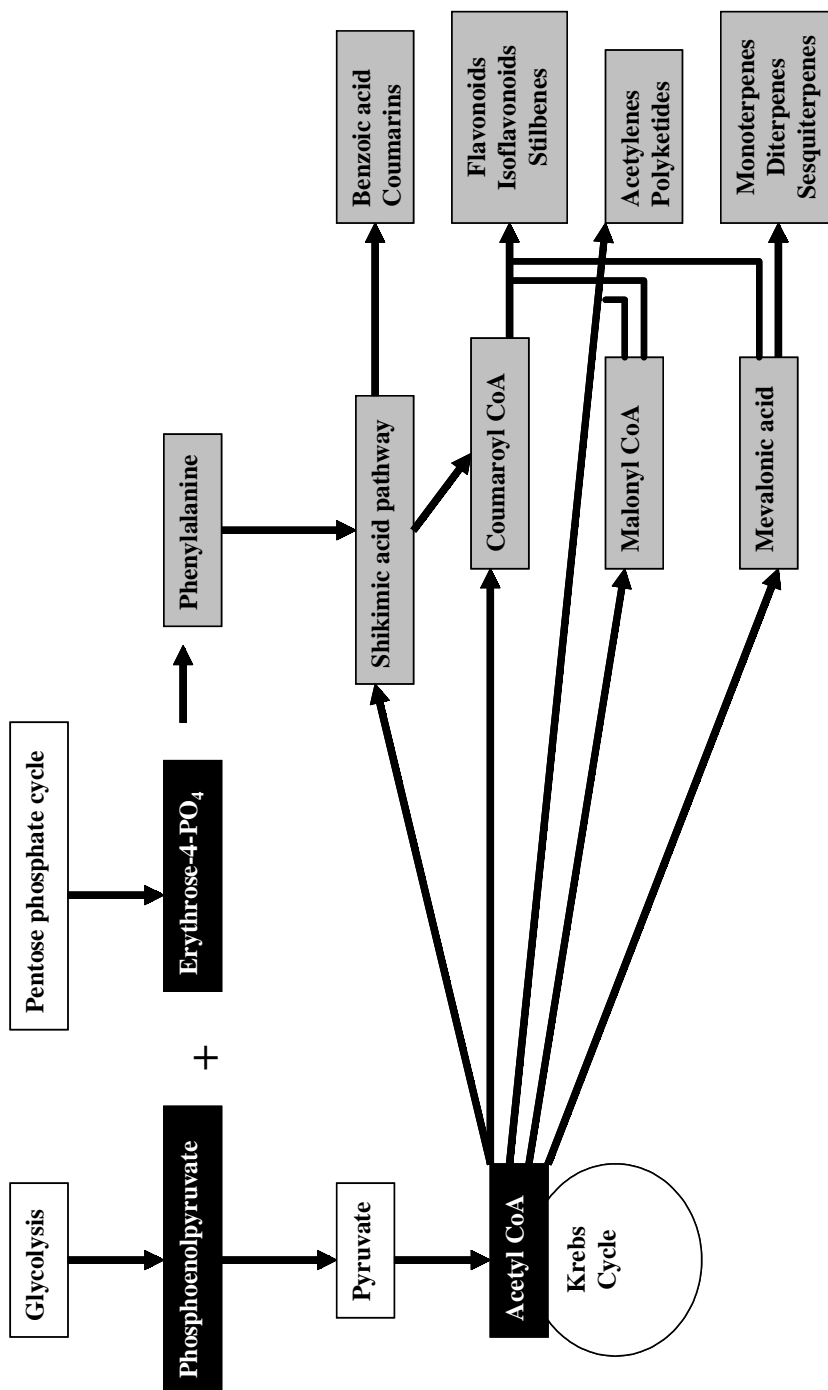 Glycolysis
Pentose phosphate cycle
Phosphoenolpyruvate
+
Erythrose-4-PO₄
Phenylalanine
Pyruvate
Shikimic acid pathway
Benzoic acid
Coumarins
Acetyl CoA
Krebs
Cycle
Coumaroyl CoA
Flavonoids
Isoflavonoids
Stilbenes
Malonyl CoA
Acetylenes
Polyketides
Mevalonic acid
Monoterpenes
Diterpenes
Sesquiterpenes